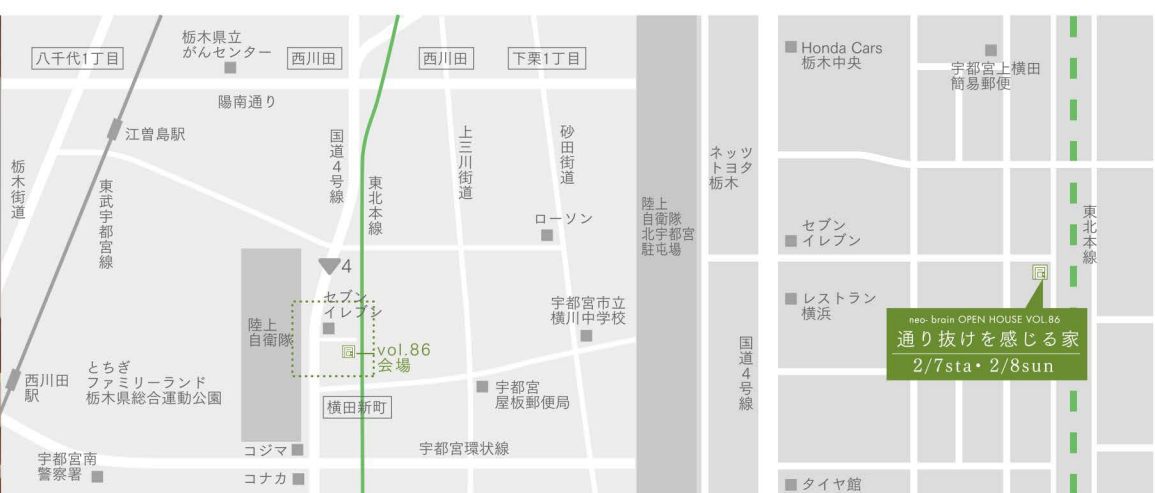 八千代1丁目
栃木県立
がんセンター
西川田
西川田
下栗1丁目
陽南通り
江曽島駅
栃木街道
東武宇都宮線
国道4号線
東北本線
上三川街道
砂田街道
ローソン
4
セブン
イレブン
陸上
自衛隊
vol.86
会場
宇都宮市立
横川中学校
西川田
駅
とちぎ
ファミリーランド
栃木県総合運動公園
横田新町
宇都宮
屋板郵便局
コジマ
宇都宮環状線
宇都宮南
警察署
コナカ
陸上
自衛隊
北宇都宮
駐屯場
ネッツ
トヨタ
栃木
Honda Cars
栃木中央
宇都宮上横田
簡易郵便
セブン
イレブン
東北本線
レストラン
横浜
国道4号線
neo- brain OPEN HOUSE VOL.86
通り抜けを感じる家
2/7sta・2/8sun
タイヤ館